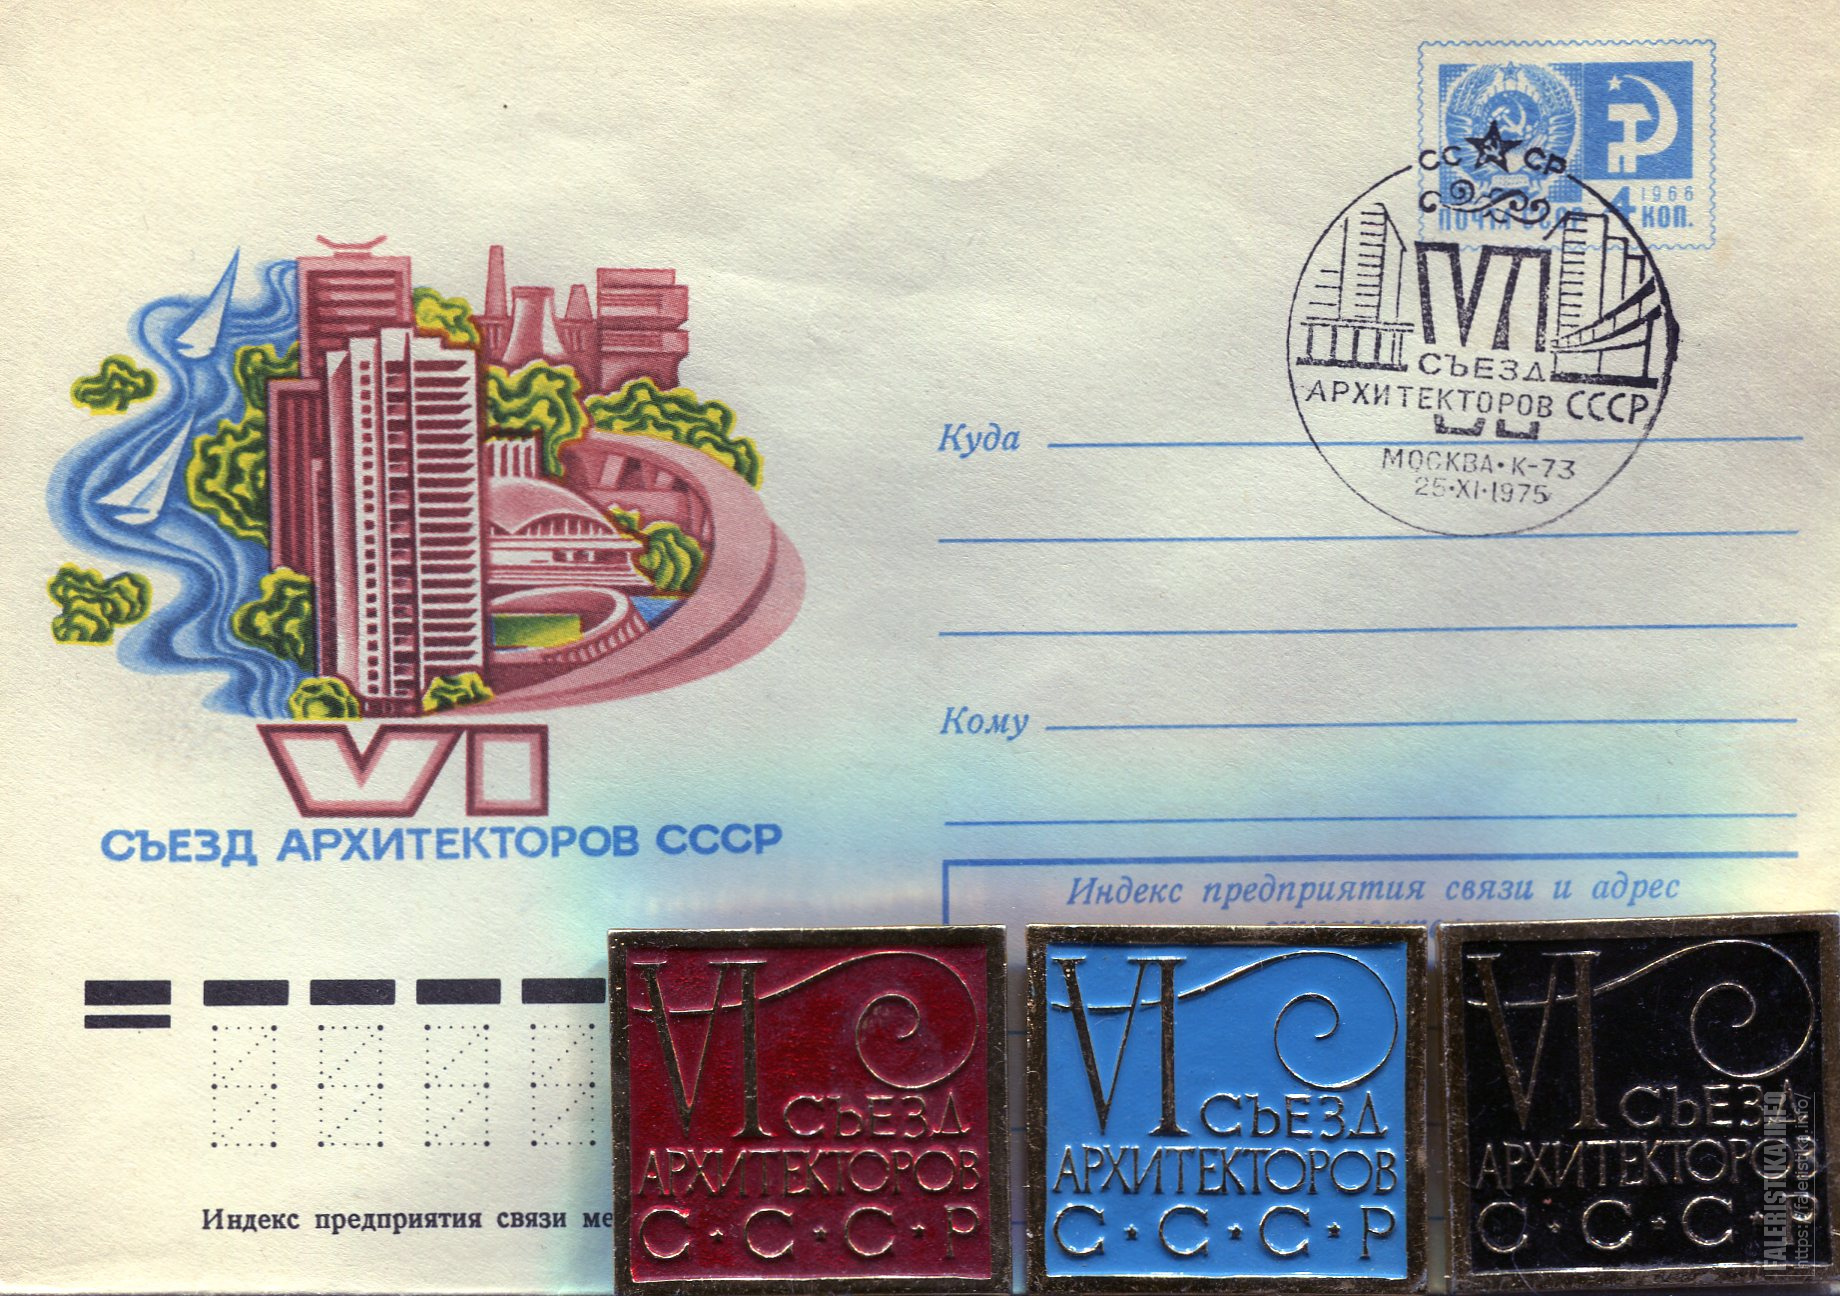 1966
ПОЧТА СССР 4 КОП.
СССР
VI
СЪЕЗД
АРХИТЕКТОРОВ СССР
МОСКВА·К-73
25·XI·1975
Куда
Кому
VI
СЪЕЗД АРХИТЕКТОРОВ СССР
Индекс предприятия связи и адрес
Индекс предприятия связи
VI СЪЕЗД
АРХИТЕКТОРОВ
С·С·С·Р
VI СЪЕЗД
АРХИТЕКТОРОВ
С·С·С·Р
VI СЪЕЗД
АРХИТЕКТОРОВ
С·С·С·Р
FALERISTIKA.INFO
https://faleristika.info/